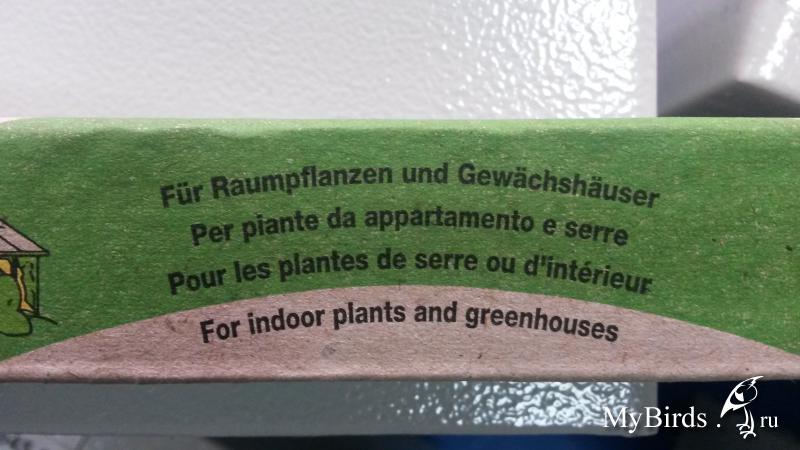 Für Raumpflanzen und Gewächshäuser
Per piante da appartamento e serre
Pour les plantes de serre ou d'intérieur
For indoor plants and greenhouses
MyBirds.ru